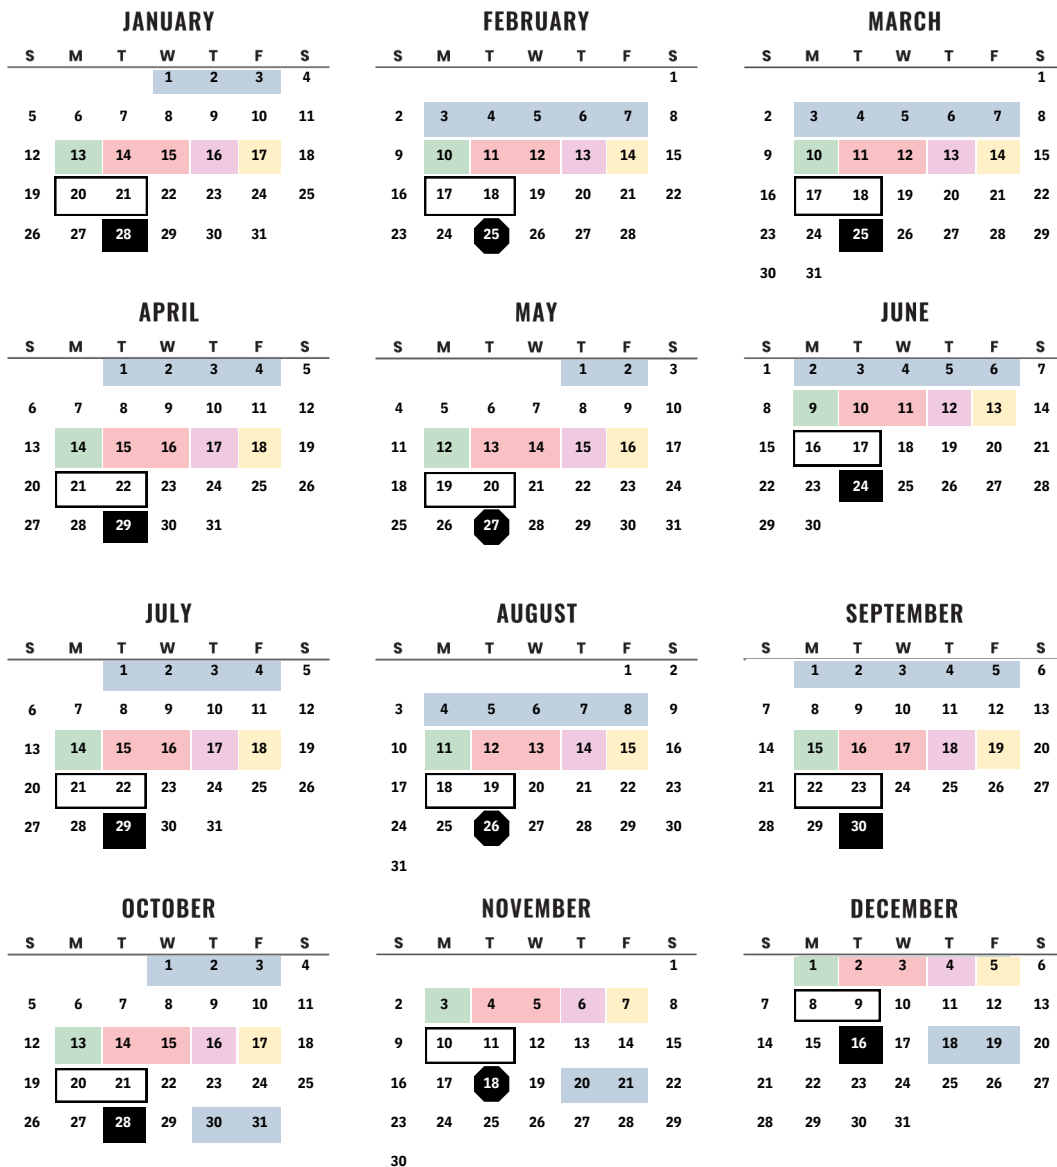 JANUARY
S M T W T F S
1 2 3 4
5 6 7 8 9 10 11
12 13 14 15 16 17 18
19 20 21 22 23 24 25
26 27 28 29 30 31
FEBRUARY
S M T W T F S
1
2 3 4 5 6 7 8
9 10 11 12 13 14 15
16 17 18 19 20 21 22
23 24 25 26 27 28
MARCH
S M T W T F S
1
2 3 4 5 6 7 8
9 10 11 12 13 14 15
16 17 18 19 20 21 22
23 24 25 26 27 28 29
30 31
APRIL
S M T W T F S
1 2 3 4 5
6 7 8 9 10 11 12
13 14 15 16 17 18 19
20 21 22 23 24 25 26
27 28 29 30 31
MAY
S M T W T F S
1 2 3
4 5 6 7 8 9 10
11 12 13 14 15 16 17
18 19 20 21 22 23 24
25 26 27 28 29 30 31
JUNE
S M T W T F S
1 2 3 4 5 6 7
8 9 10 11 12 13 14
15 16 17 18 19 20 21
22 23 24 25 26 27 28
29 30
JULY
S M T W T F S
1 2 3 4 5
6 7 8 9 10 11 12
13 14 15 16 17 18 19
20 21 22 23 24 25 26
27 28 29 30 31
AUGUST
S M T W T F S
1 2
3 4 5 6 7 8 9
10 11 12 13 14 15 16
17 18 19 20 21 22 23
24 25 26 27 28 29 30
31
SEPTEMBER
S M T W T F S
1 2 3 4 5 6
7 8 9 10 11 12 13
14 15 16 17 18 19 20
21 22 23 24 25 26 27
28 29 30
OCTOBER
S M T W T F S
1 2 3 4
5 6 7 8 9 10 11
12 13 14 15 16 17 18
19 20 21 22 23 24 25
26 27 28 29 30 31
NOVEMBER
S M T W T F S
1
2 3 4 5 6 7 8
9 10 11 12 13 14 15
16 17 18 19 20 21 22
23 24 25 26 27 28 29
30
DECEMBER
S M T W T F S
1 2 3 4 5 6
7 8 9 10 11 12 13
14 15 16 17 18 19 20
21 22 23 24 25 26 27
28 29 30 31